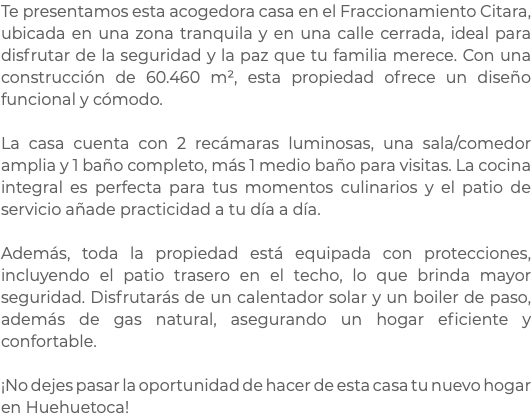 Te presentamos esta acogedora casa en el Fraccionamiento Citara,
ubicada en una zona tranquila y en una calle cerrada, ideal para
disfrutar de la seguridad y la paz que tu familia merece. Con una
construcción de 60.460 m², esta propiedad ofrece un diseño
funcional y cómodo.

La casa cuenta con 2 recámaras luminosas, una sala/comedor
amplia y 1 baño completo, más 1 medio baño para visitas. La cocina
integral es perfecta para tus momentos culinarios y el patio de
servicio añade practicidad a tu día a día.

Además, toda la propiedad está equipada con protecciones,
incluyendo el patio trasero en el techo, lo que brinda mayor
seguridad. Disfrutarás de un calentador solar y un boiler de paso,
además de gas natural, asegurando un hogar eficiente y
confortable.

¡No dejes pasar la oportunidad de hacer de esta casa tu nuevo hogar
en Huehuetoca!